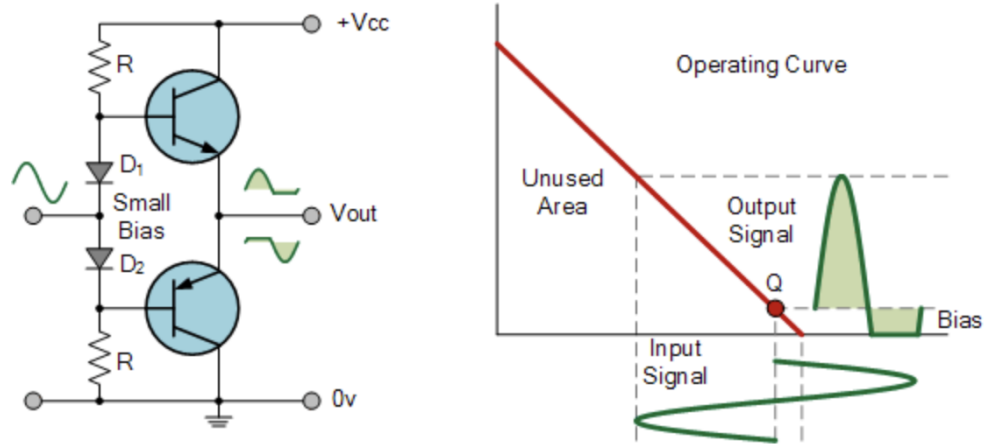 +Vcc
R
D1
Small
Bias
D2
R
Vout
0v
Operating Curve
Unused
Area
Output
Signal
Q
Bias
Input
Signal